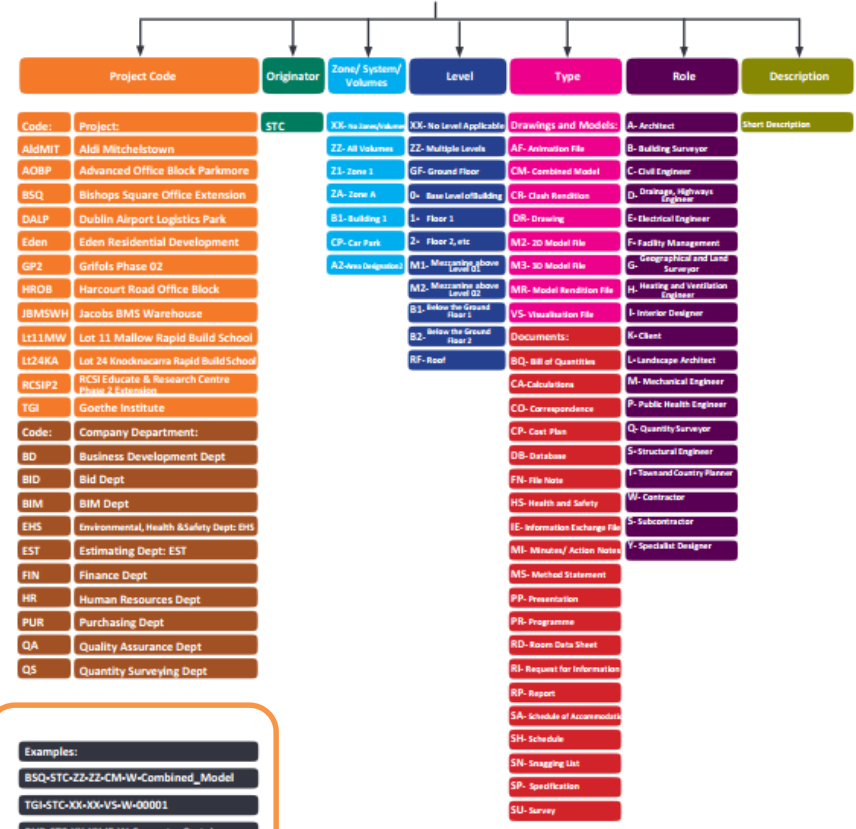 Project Code
Originator
Zone/ System/
Volumes
Level
Type
Role
Description
Code: Project:
AldMIT Aldi Mitchelstown
AOBP Advanced Office Block Parkmore
BSQ Bishops Square Office Extension
DALP Dublin Airport Logistics Park
Eden Eden Residential Development
GP2 Grifols Phase 02
HROB Harcourt Road Office Block
JBMSWH Jacobs BMS Warehouse
Lt11MW Lot 11 Mallow Rapid Build School
Lt24KA Lot 24 Knocknacarra Rapid Build School
RCSIP2 RCSI Educate & Research Centre
Phase 2 Extension
TGI Goethe Institute
Code: Company Department:
BD Business Development Dept
BID Bid Dept
BIM BIM Dept
EHS Environmental, Health &Safety Dept: EHS
EST Estimating Dept: EST
FIN Finance Dept
HR Human Resources Dept
PUR Purchasing Dept
QA Quality Assurance Dept
QS Quantity Surveying Dept
STC
XX- No Zones/Volumes
ZZ- All Volumes
Z1- Zone 1
ZA- Zone A
B1- Building 1
CP- Car Park
A2-Area Designation2
XX- No Level Applicable
ZZ- Multiple Levels
GF- Ground Floor
0- Base Level ofBuilding
1- Floor 1
2- Floor 2, etc
M1- Mezzanine above
Level 01
M2- Mezzanine above
Level 02
B1- Below the Ground
Floor 1
B2- Below the Ground
Floor 2
RF- Roof
Drawings and Models:
AF- Animation File
CM- Combined Model
CR- Clash Rendition
DR- Drawing
M2- 2D Model File
M3- 3D Model File
MR- Model Rendition File
VS- Visualisation File
Documents:
BQ- Bill of Quantities
CA-Calculations
CO- Correspondence
CP- Cost Plan
DB- Database
FN- File Note
HS- Health and Safety
IE- Information Exchange File
MI- Minutes/ Action Notes
MS- Method Statement
PP- Presentation
PR- Programme
RD- Room Data Sheet
RI- Request for Information
RP- Report
SA- Schedule of Accommodatio
SH- Schedule
SN- Snagging List
SP- Specification
SU- Survey
A- Architect
B- Building Surveyor
C- Civil Engineer
D- Drainage, Highways
Engineer
E- Electrical Engineer
F- Facility Management
G- Geographical and Land
Surveyor
H- Heating and Ventilation
Engineer
I- Interior Designer
K- Client
L- Landscape Architect
M- Mechanical Engineer
P- Public Health Engineer
Q- Quantity Surveyor
S- Structural Engineer
T- Town and Country Planner
W- Contractor
S- Subcontractor
Y- Specialist Designer
Short Description
Examples:
BSQ-STC-ZZ-ZZ-CM-W-Combined_Model
TGI-STC-XX-XX-VS-W-00001